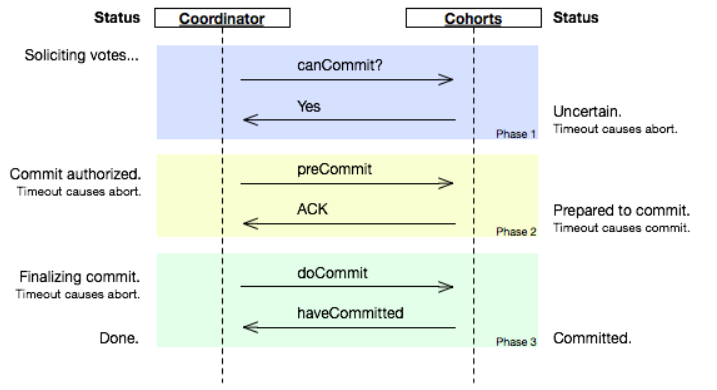 Status
Coordinator
Cohorts
Status
Soliciting votes...
canCommit?
Yes
Uncertain.
Timeout causes abort.
Phase 1
Commit authorized.
Timeout causes abort.
preCommit
ACK
Prepared to commit.
Timeout causes commit.
Phase 2
Finalizing commit.
Timeout causes abort.
doCommit
haveCommitted
Done.
Phase 3
Committed.